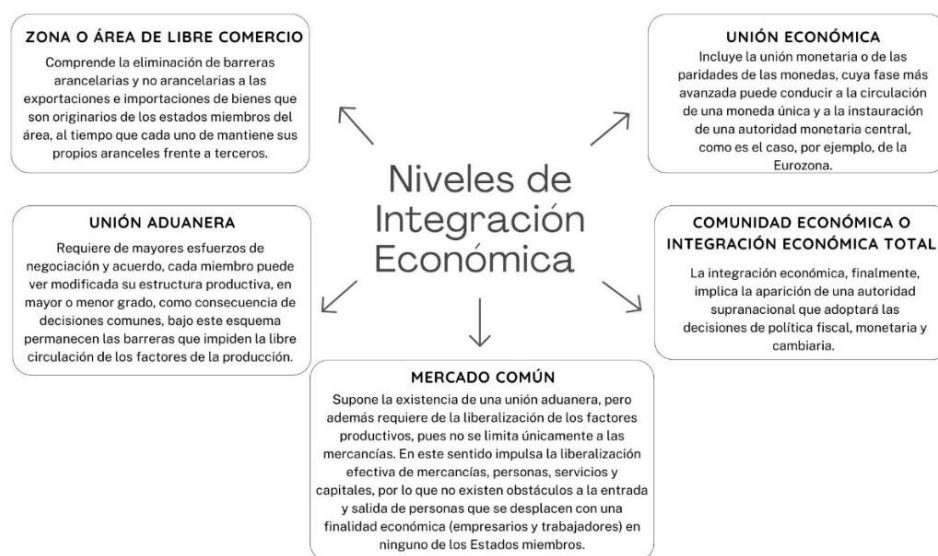 ZONA O ÁREA DE LIBRE COMERCIO
Comprende la eliminación de barreras
arancelarias y no arancelarias a las
exportaciones e importaciones de bienes que
son originarios de los estados miembros del
área, al tiempo que cada uno de mantiene sus
propios aranceles frente a terceros.
UNIÓN ECONÓMICA
Incluye la unión monetaria o de las
paridades de las monedas, cuya fase más
avanzada puede conducir a la circulación
de una moneda única y a la instauración
de una autoridad monetaria central,
como es el caso, por ejemplo, de la
Eurozona.
Niveles de
Integración
Económica
UNIÓN ADUANERA
Requiere de mayores esfuerzos de
negociación y acuerdo, cada miembro puede
ver modificada su estructura productiva, en
mayor o menor grado, como consecuencia de
decisiones comunes, bajo este esquema
permanecen las barreras que impiden la libre
circulación de los factores de la producción.
COMUNIDAD ECONÓMICA O
INTEGRACIÓN ECONÓMICA TOTAL
La integración económica, finalmente,
implica la aparición de una autoridad
supranacional que adoptará las
decisiones de política fiscal, monetaria y
cambiaria.
MERCADO COMÚN
Supone la existencia de una unión aduanera, pero
además requiere de la liberalización de los factores
productivos, pues no se limita únicamente a las
mercancías. En este sentido impulsa la liberalización
efectiva de mercancías, personas, servicios y
capitales, por lo que no existen obstáculos a la entrada
y salida de personas que se desplacen con una
finalidad económica (empresarios y trabajadores) en
ninguno de los Estados miembros.